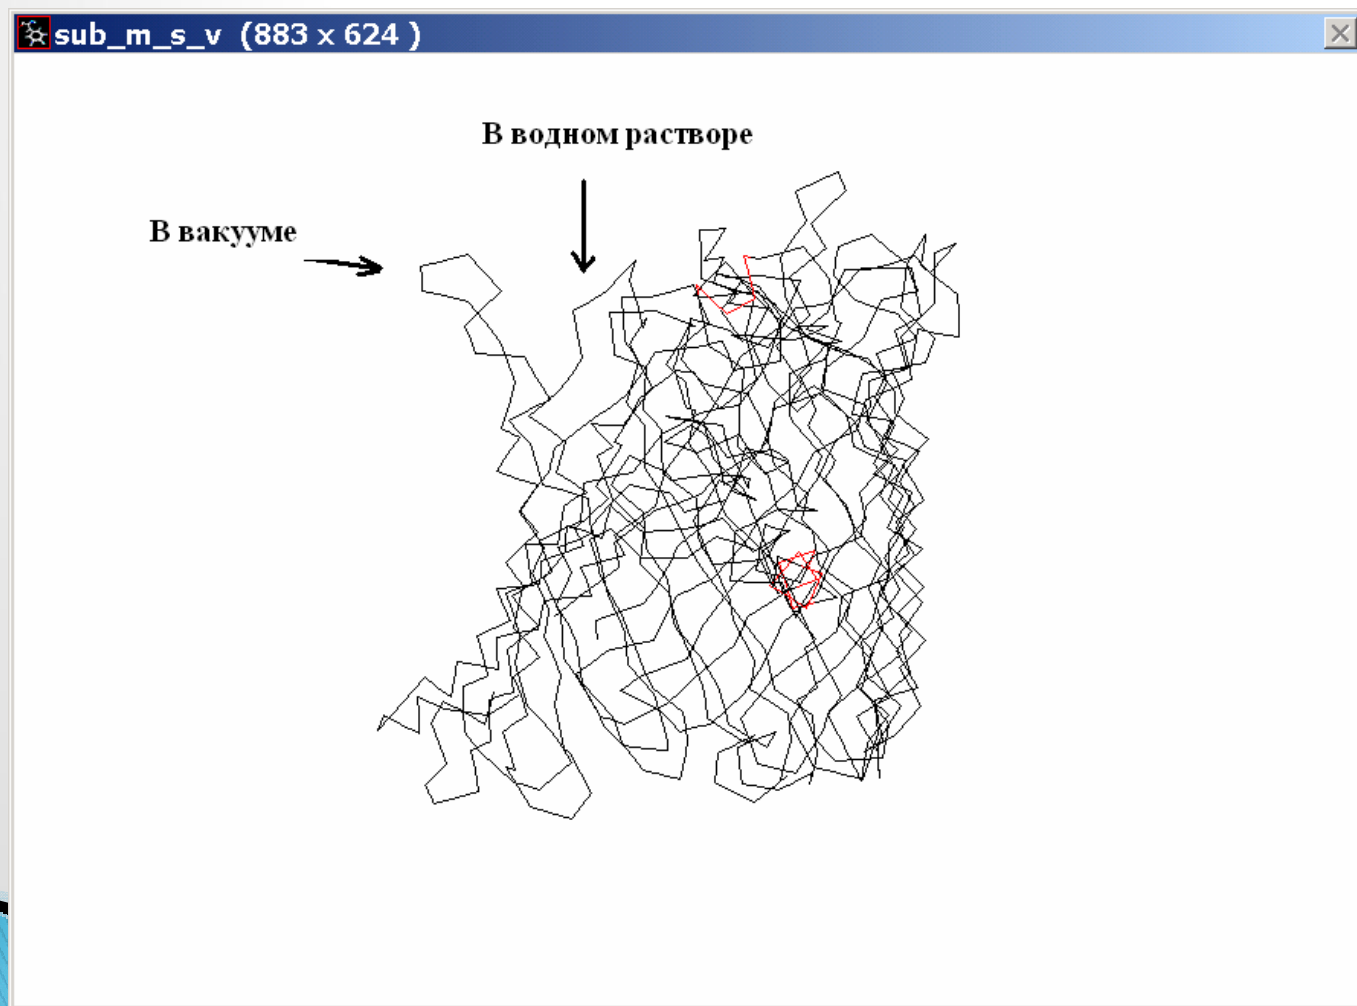 sub_m_s_v (883 x 624 )
В водном растворе
В вакууме